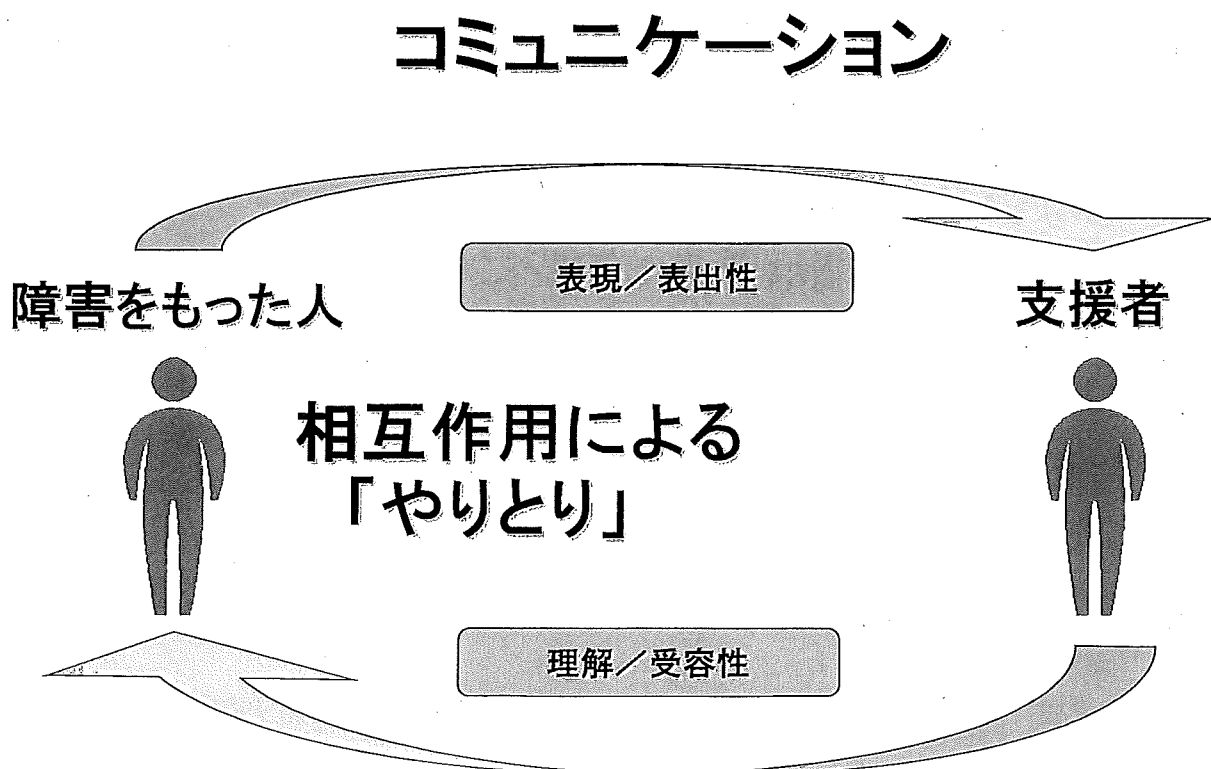 コミュニケーション
表現／表出性
障害をもった人
支援者
相互作用による
「やりとり」
理解／受容性